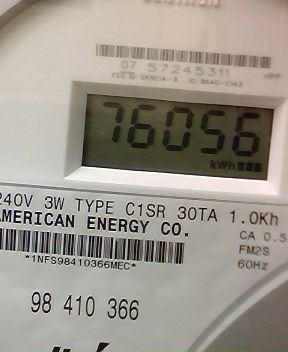 07 57245311
76056
kWh
240V 3W TYPE C1SR 30TA 1.0Kh
AMERICAN ENERGY CO.
CA 0.5
FM2S
*1NFS98410366MEC*
60Hz
98 410 366